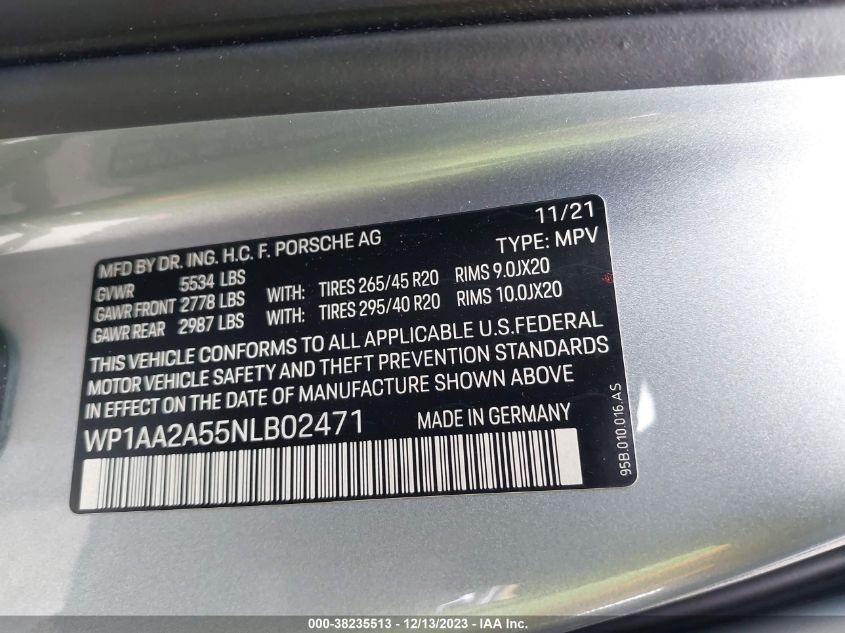 11/21
MFD BY DR. ING. H.C. F. PORSCHE AG TYPE: MPV
GVWR 5534 LBS
GAWR FRONT 2778 LBS WITH: TIRES 265/45 R20 RIMS 9.0JX20
GAWR REAR 2987 LBS WITH: TIRES 295/40 R20 RIMS 10.0JX20
THIS VEHICLE CONFORMS TO ALL APPLICABLE U.S.FEDERAL
MOTOR VEHICLE SAFETY AND THEFT PREVENTION STANDARDS
IN EFFECT ON THE DATE OF MANUFACTURE SHOWN ABOVE
WP1AA2A55NLB02471 MADE IN GERMANY
95B.010.016.AS
000-38235513 - 12/13/2023 - IAA Inc.